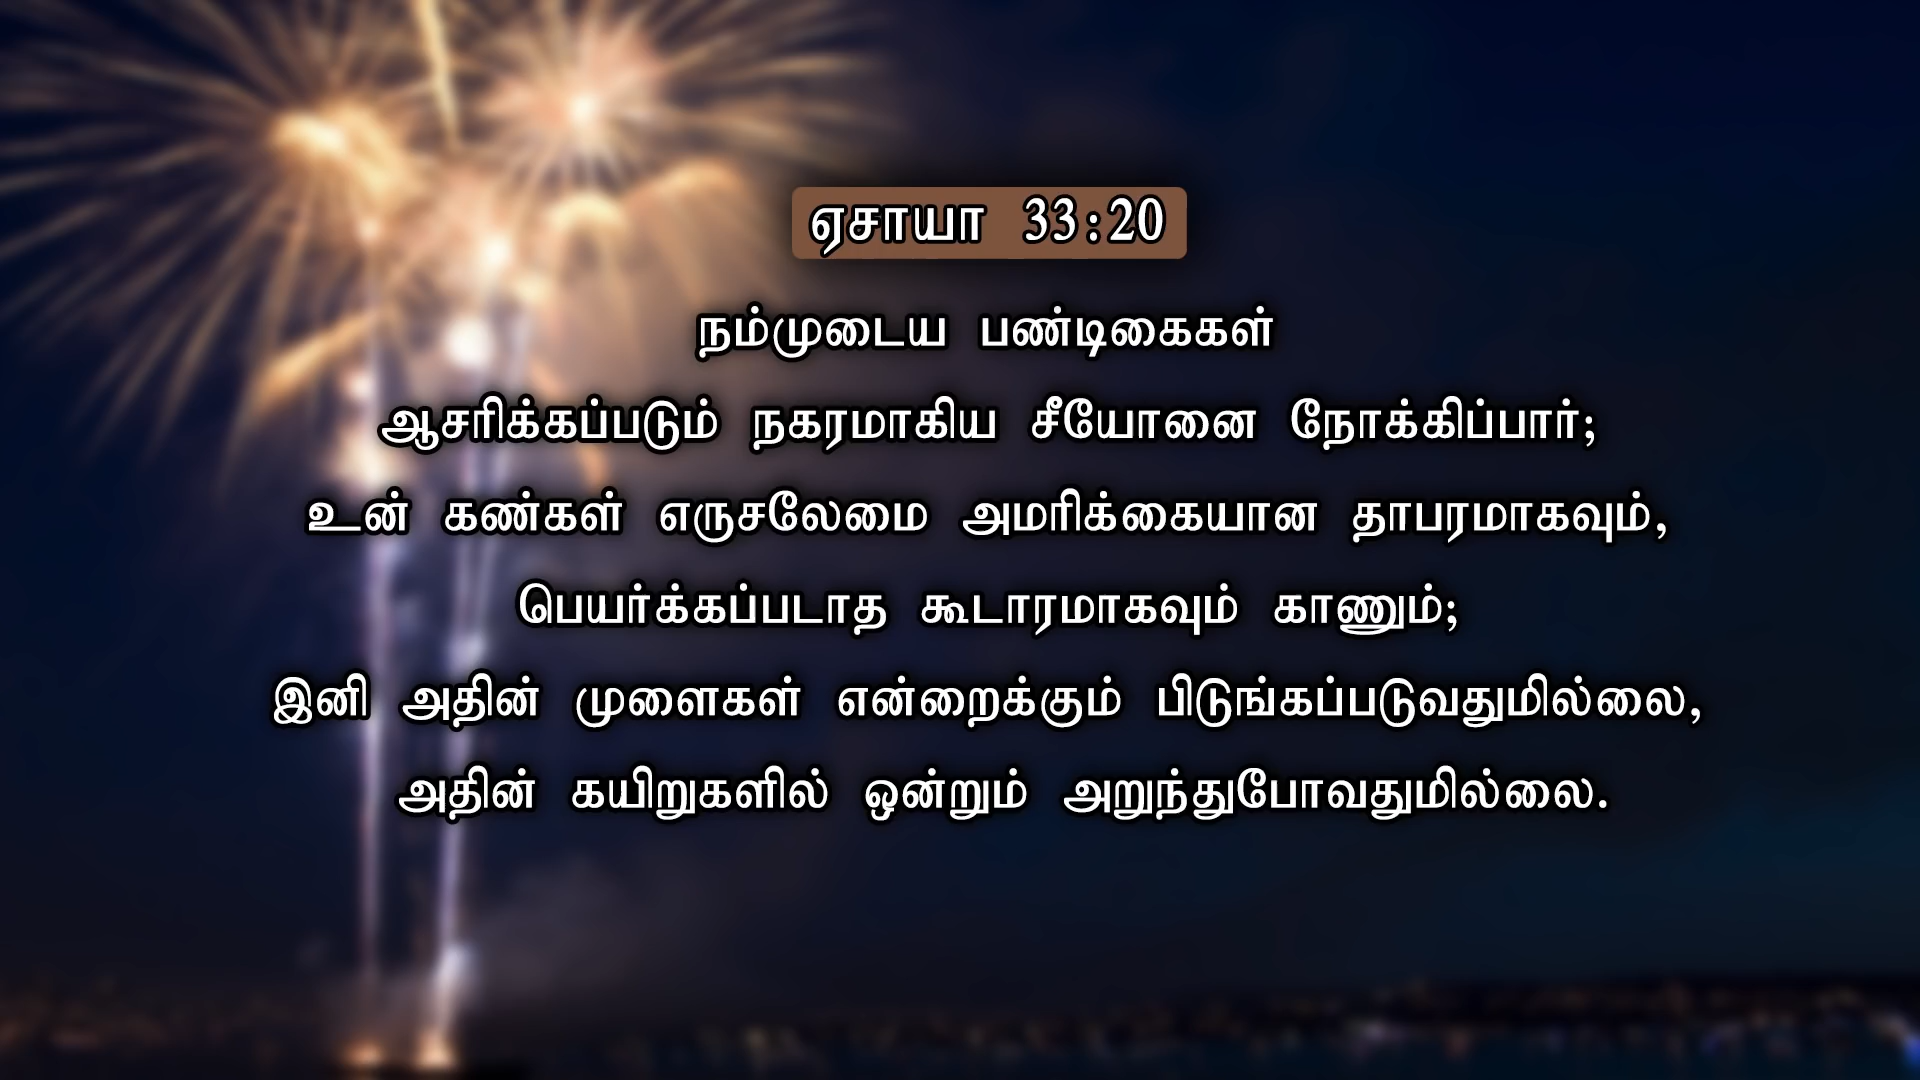 ஏசாயா 33:20
நம்முடைய பண்டிகைகள்
ஆசரிக்கப்படும் நகரமாகிய சீயோனை நோக்கிப்பார்;
உன் கண்கள் எருசலேமை அமரிக்கையான தாபரமாகவும்,
பெயர்க்கப்படாத கூடாரமாகவும் காணும்;
இனி அதின் முளைகள் என்றைக்கும் பிடுங்கப்படுவதுமில்லை,
அதின் கயிறுகளில் ஒன்றும் அறுந்துபோவதுமில்லை.